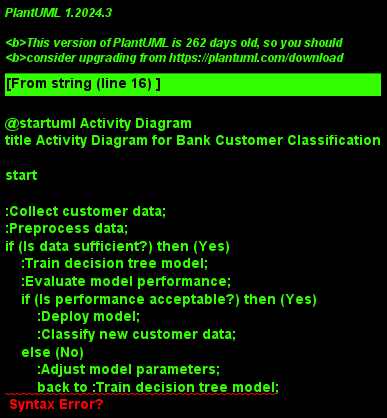 PlantUML 1.2024.3
<b>This version of PlantUML is 262 days old, so you should
<b>consider upgrading from https://plantuml.com/download
[From string (line 16) ]
@startuml Activity Diagram
title Activity Diagram for Bank Customer Classification
start
:Collect customer data;
:Preprocess data;
if (Is data sufficient?) then (Yes)
:Train decision tree model;
:Evaluate model performance;
if (Is performance acceptable?) then (Yes)
:Deploy model;
:Classify new customer data;
else (No)
:Adjust model parameters;
back to :Train decision tree model;
Syntax Error?